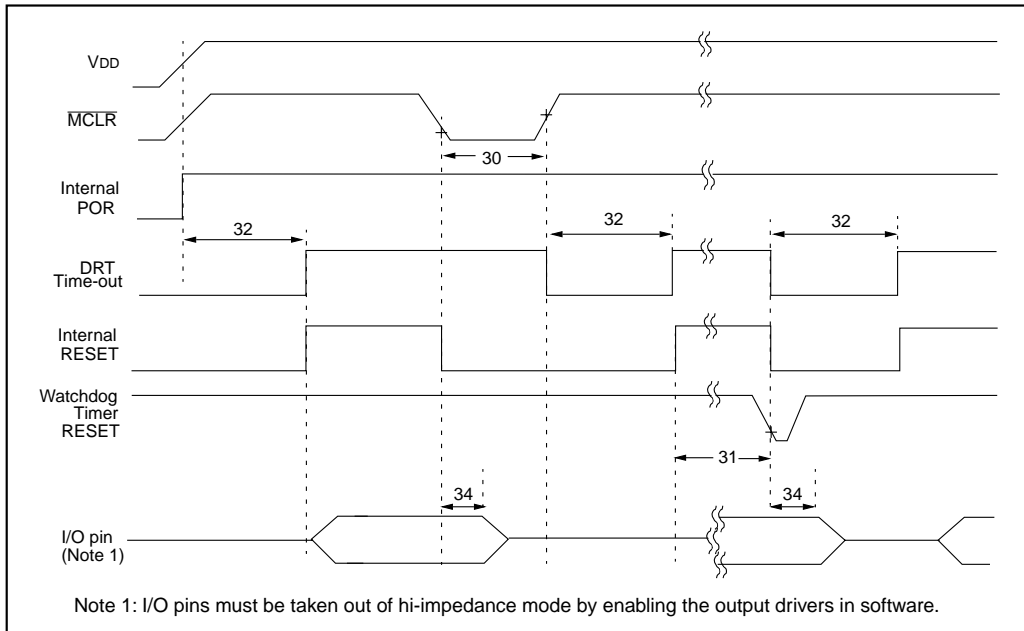 VDD
MCLR
30
Internal
POR
32
32
32
DRT
Time-out
Internal
RESET
Watchdog
Timer
RESET
31
34
34
I/O pin
(Note 1)
Note 1: I/O pins must be taken out of hi-impedance mode by enabling the output drivers in software.